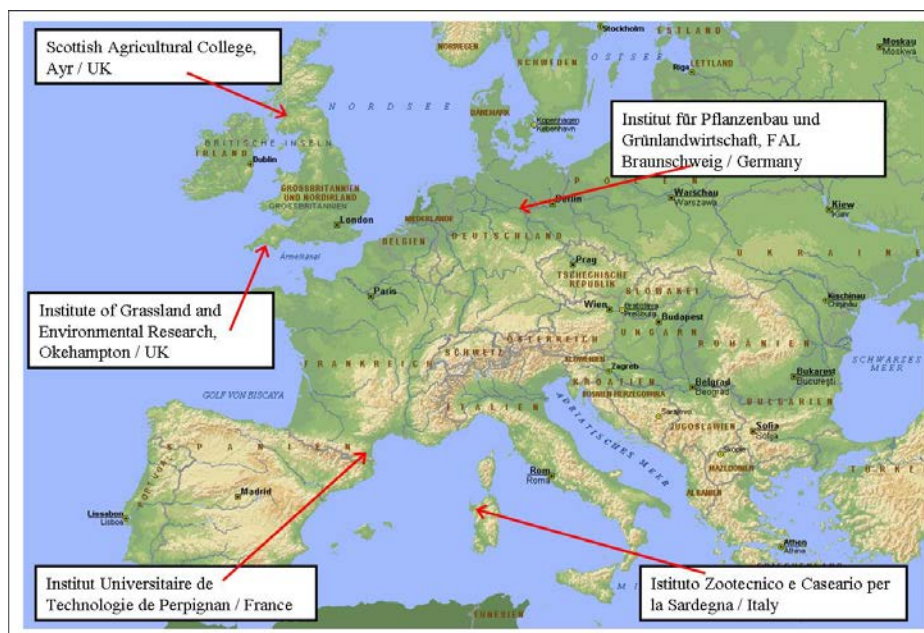 Scottish Agricultural College,
Ayr / UK
Institut für Pflanzenbau und
Grünlandwirtschaft, FAL
Braunschweig / Germany
Institute of Grassland and
Environmental Research,
Okehampton / UK
Institut Universitaire de
Technologie de Perpignan / France
Istituto Zootecnico e Caseario per
la Sardegna / Italy
NORWEGEN
Stockholm
ESTLAND
SCHWEDEN
OSTSEE
Riga
LETTLAND
Moskau
Moskwa
NORDSEE
DÄNEMARK
Kopenhagen
København
BRITISCHE INSELN
IRLAND
Dublin
GROSSBRITANNIEN
UND NORDIRLAND
GROSSBRITANNIEN
London
Ärmelkanal
NIEDERLANDE
BELGIEN
DEUTSCHLAND
Berlin
POLEN
Warschau
Warszawa
Kiew
Kiev
UKRAINE
Paris
Prag
TSCHECHISCHE
REPUBLIK
SLOWAKEI
Wien
Bratislava
Budapest
UNGARN
Kischinau
Chişinău
RUMÄNIEN
FRANKREICH
SCHWEIZ
ÖSTERREICH
SLOWENIEN
Zagreb
KROATIEN
BOSNIEN-HERZEGOWINA
Belgrad
Beograd
Bukarest
Bucureşti
SCHWARZES
MEER
GOLF VON BISCAYA
ITALIEN
ADRIATISCHES MEER
Sarajevo
JUGOSLAWIEN
BULGARIEN
Sofia
Sofija
Skopje
MAZEDONIEN
ALBANIEN
SPANIEN
PORTUGAL
Madrid
Lissabon
Lisboa
Rom
Roma
Athen
Athine
TUNESIEN